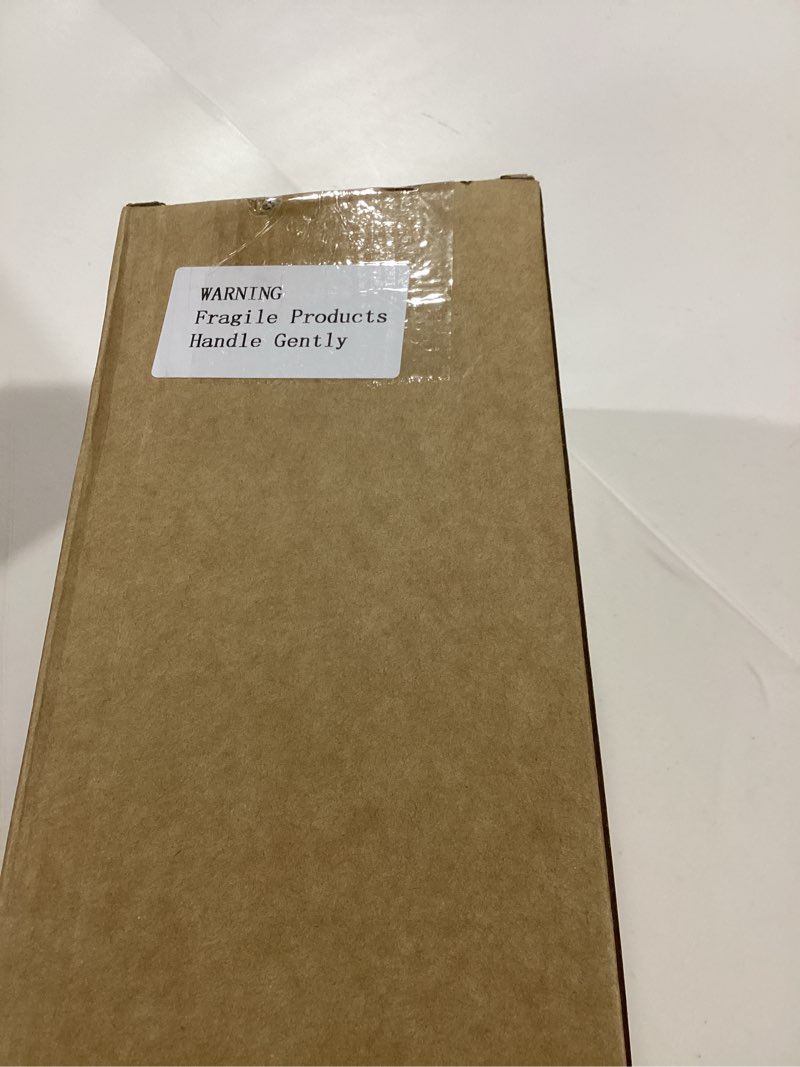 WARNING
Fragile Products
Handle Gently